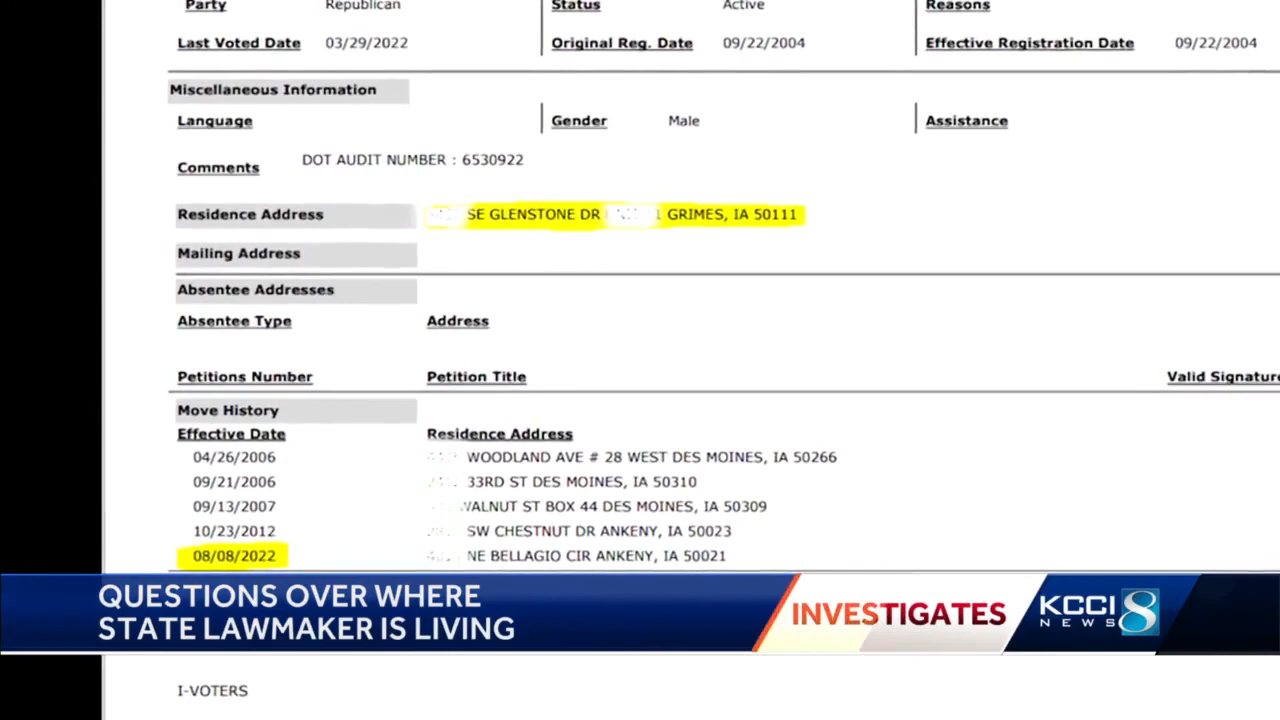 Party Republican Status Active Reasons
Last Voted Date 03/29/2022 Original Reg. Date 09/22/2004 Effective Registration Date 09/22/2004
Miscellaneous Information
Language Gender Male Assistance
Comments DOT AUDIT NUMBER : 6530922
Residence Address SE GLENSTONE DR GRIMES, IA 50111
Mailing Address
Absentee Addresses
Absentee Type Address
Petitions Number Petition Title Valid Signature
Move History
Effective Date Residence Address
04/26/2006 WOODLAND AVE # 28 WEST DES MOINES, IA 50266
09/21/2006 33RD ST DES MOINES, IA 50310
09/13/2007 WALNUT ST BOX 44 DES MOINES, IA 50309
10/23/2012 SW CHESTNUT DR ANKENY, IA 50023
08/08/2022 NE BELLAGIO CIR ANKENY, IA 50021
QUESTIONS OVER WHERE
STATE LAWMAKER IS LIVING
INVESTIGATES
KCCI 8
NEWS
I-VOTERS